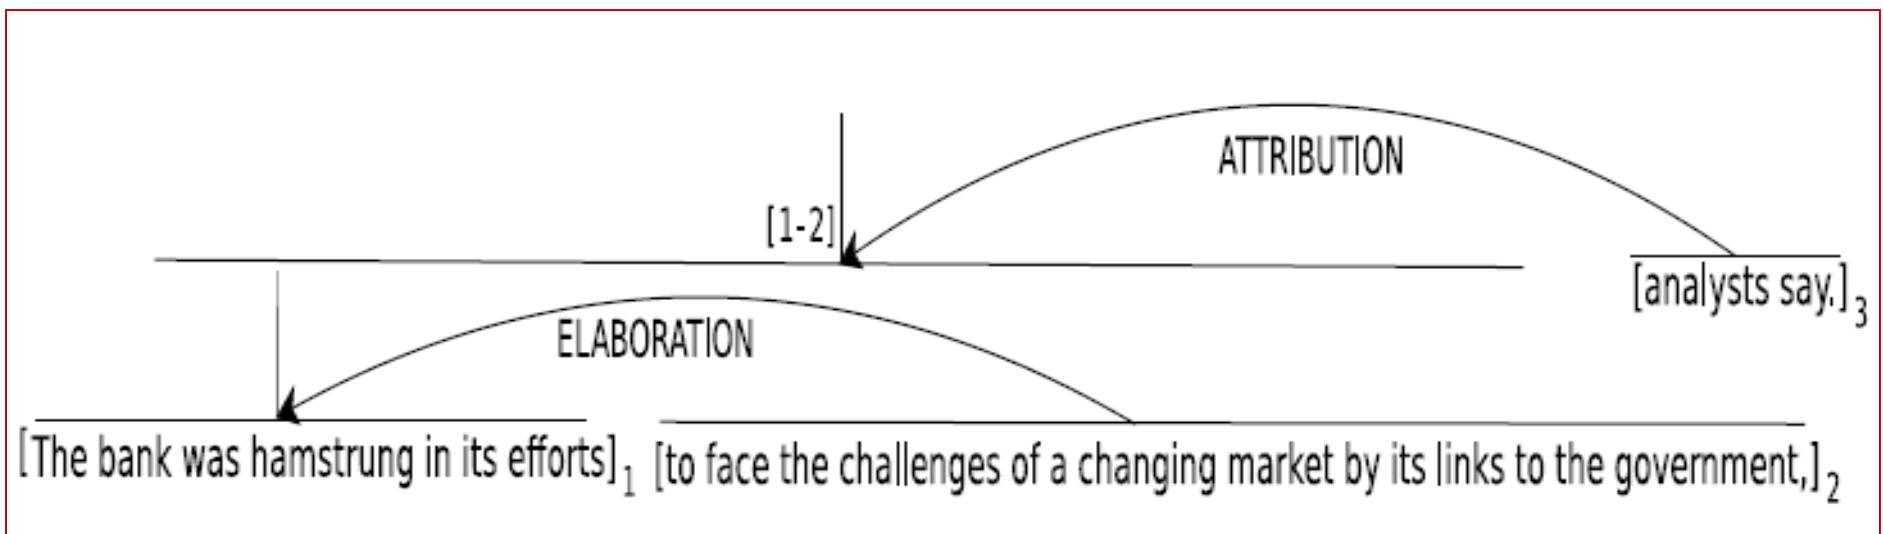 ATTRIBUTION
[1-2]
[analysts say.]3
ELABORATION
[The bank was hamstrung in its efforts]1 [to face the challenges of a changing market by its links to the government,]2